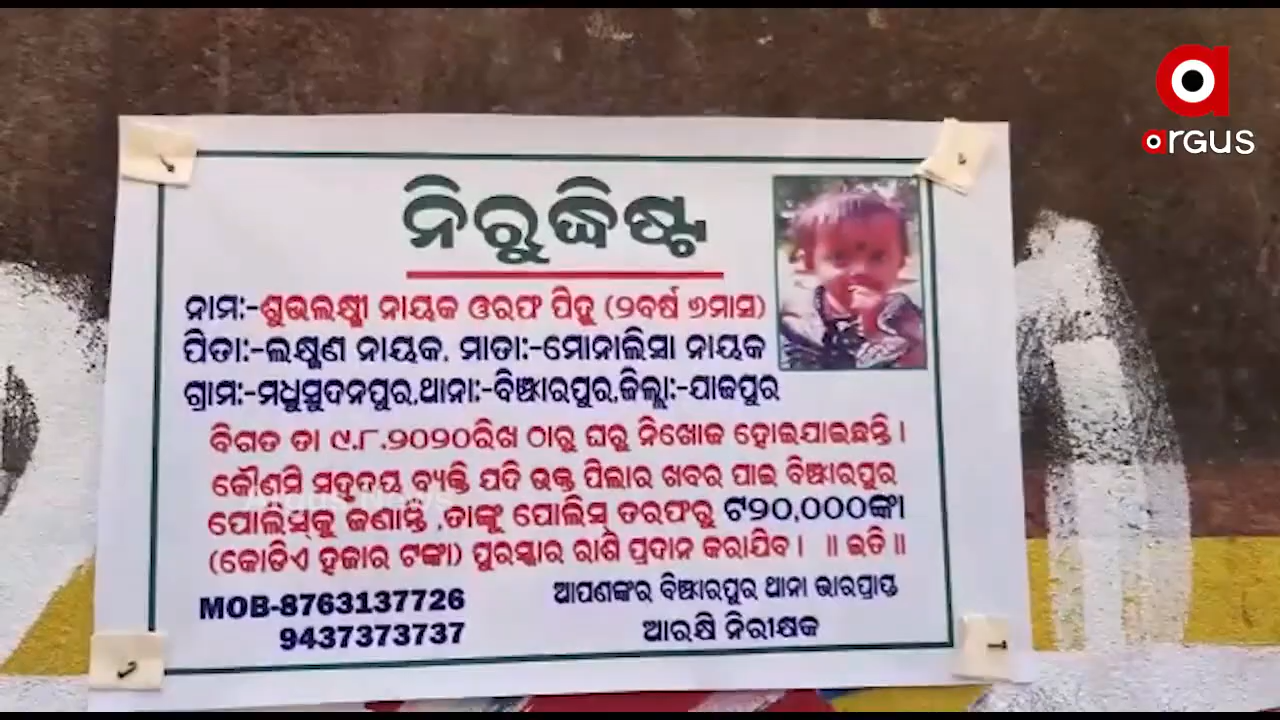 argus
ନିରୁଦ୍ଧିଷ୍ଟ
ନାମ:-ଶୁଭଲକ୍ଷ୍ମୀ ନାୟକ ଓରଫ ପିହୁ (୨ବର୍ଷ ୬ମାସ)
ପିତା:-ଲକ୍ଷ୍ମଣ ନାୟକ, ମାତା:-ମୋନାଲିସା ନାୟକ
ଗ୍ରାମ:-ମଧୁସୁଦନପୁର,ଥାନା:-ବିଞ୍ଝାରପୁର,ଜିଲ୍ଲା:-ଯାଜପୁର
ବିଗତ ତା ୯.୮.୨୦୨୦ରିଖ ଠାରୁ ଘରୁ ନିଖୋଜ ହୋଇଯାଇଛନ୍ତି ।
କୌଣସି ସହୃଦୟ ବ୍ୟକ୍ତି ଯଦି ଉକ୍ତ ପିଲାର ଖବର ପାଇ ବିଞ୍ଝାରପୁର
ପୋଲିସ୍‌କୁ ଜଣାନ୍ତି ,ତାଙ୍କୁ ପୋଲିସ୍ ତରଫରୁ ଟ୨୦,୦୦୦ଙ୍କା
(କୋଡିଏ ହଜାର ଟଙ୍କା) ପୁରସ୍କାର ରାଶି ପ୍ରଦାନ କରାଯିବ । ॥ ଇତି ॥
MOB-8763137726
9437373737
ଆପଣଙ୍କର ବିଞ୍ଝାରପୁର ଥାନା ଭାରପ୍ରାପ୍ତ
ଆରକ୍ଷି ନିରୀକ୍ଷକ
Argus News